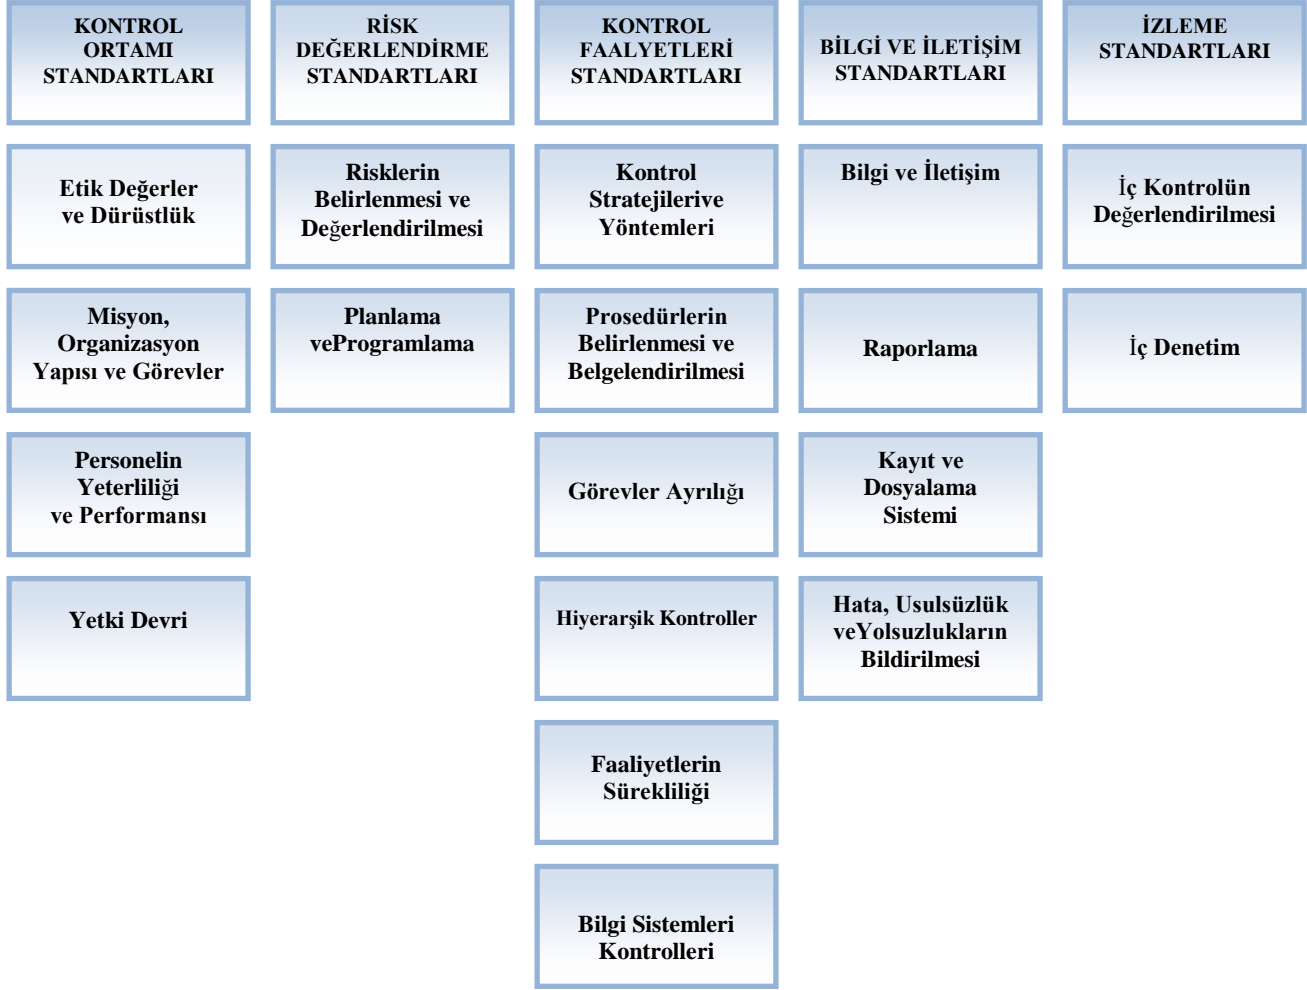 KONTROL
ORTAMI
STANDARTLARI
RİSK
DEĞERLENDİRME
STANDARTLARI
KONTROL
FAALYETLERİ
STANDARTLARI
BİLGİ VE İLETİŞİM
STANDARTLARI
İZLEME
STANDARTLARI
Etik Değerler
ve Dürüstlük
Risklerin
Belirlenmesi ve
Değerlendirilmesi
Kontrol
Stratejilerive
Yöntemleri
Bilgi ve İletişim
İç Kontrolün
Değerlendirilmesi
Misyon,
Organizasyon
Yapısı ve Görevler
Planlama
veProgramlama
Prosedürlerin
Belirlenmesi ve
Belgelendirilmesi
Raporlama
İç Denetim
Personelin
Yeterliliği
ve Performansı
Görevler Ayrılığı
Kayıt ve
Dosyalama
Sistemi
Yetki Devri
Hiyerarşik Kontroller
Hata, Usulsüzlük
veYolsuzlukların
Bildirilmesi
Faaliyetlerin
Sürekliliği
Bilgi Sistemleri
Kontrolleri